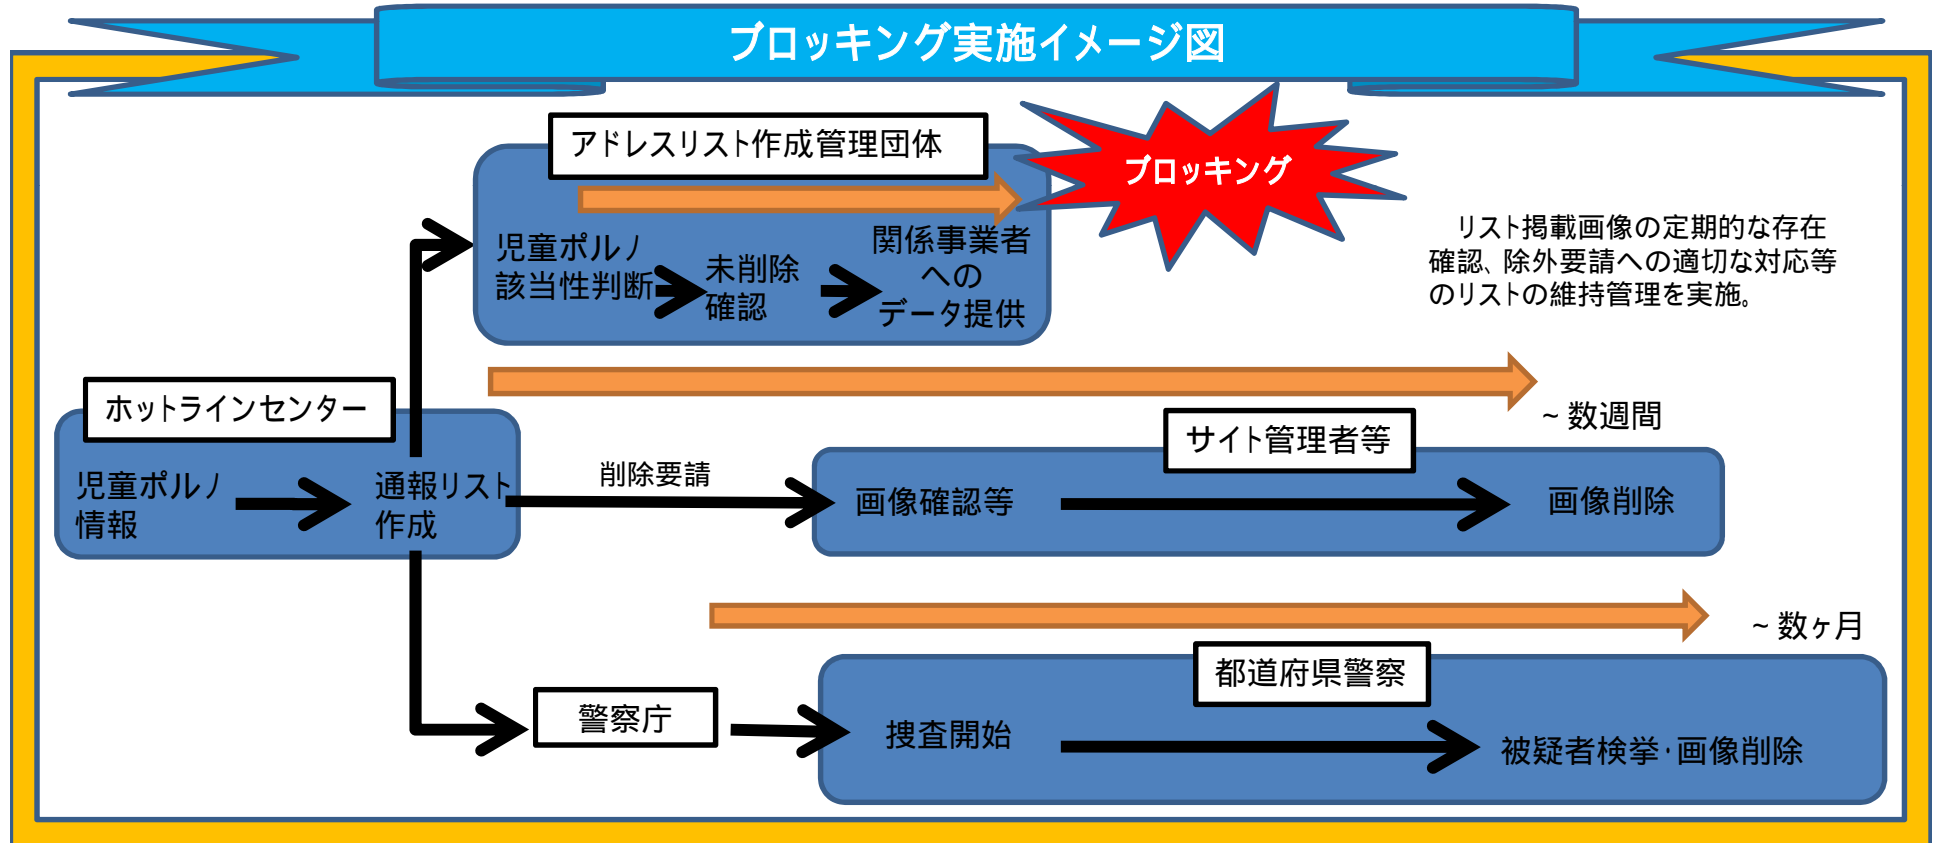 ブロッキング実施イメージ図
アドレスリスト作成管理団体
ブロッキング
児童ポルノ
該当性判断
未削除
確認
関係事業者
への
データ提供
リスト掲載画像の定期的な存在
確認、除外要請への適切な対応等
のリストの維持管理を実施。
ホットラインセンター
児童ポルノ
情報
通報リスト
作成
削除要請
~数週間
サイト管理者等
画像確認等
画像削除
~数ヶ月
警察庁
都道府県警察
捜査開始
被疑者検挙・画像削除